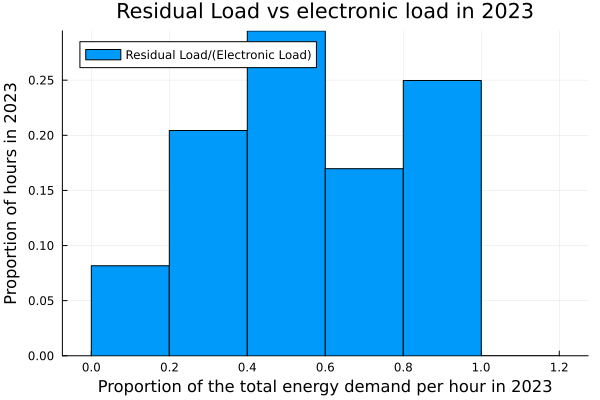 Residual Load vs electronic load in 2023
Residual Load/(Electronic Load)
Proportion of hours in 2023
0.25
0.20
0.15
0.10
0.05
0.00
0.0 0.2 0.4 0.6 0.8 1.0 1.2
Proportion of the total energy demand per hour in 2023